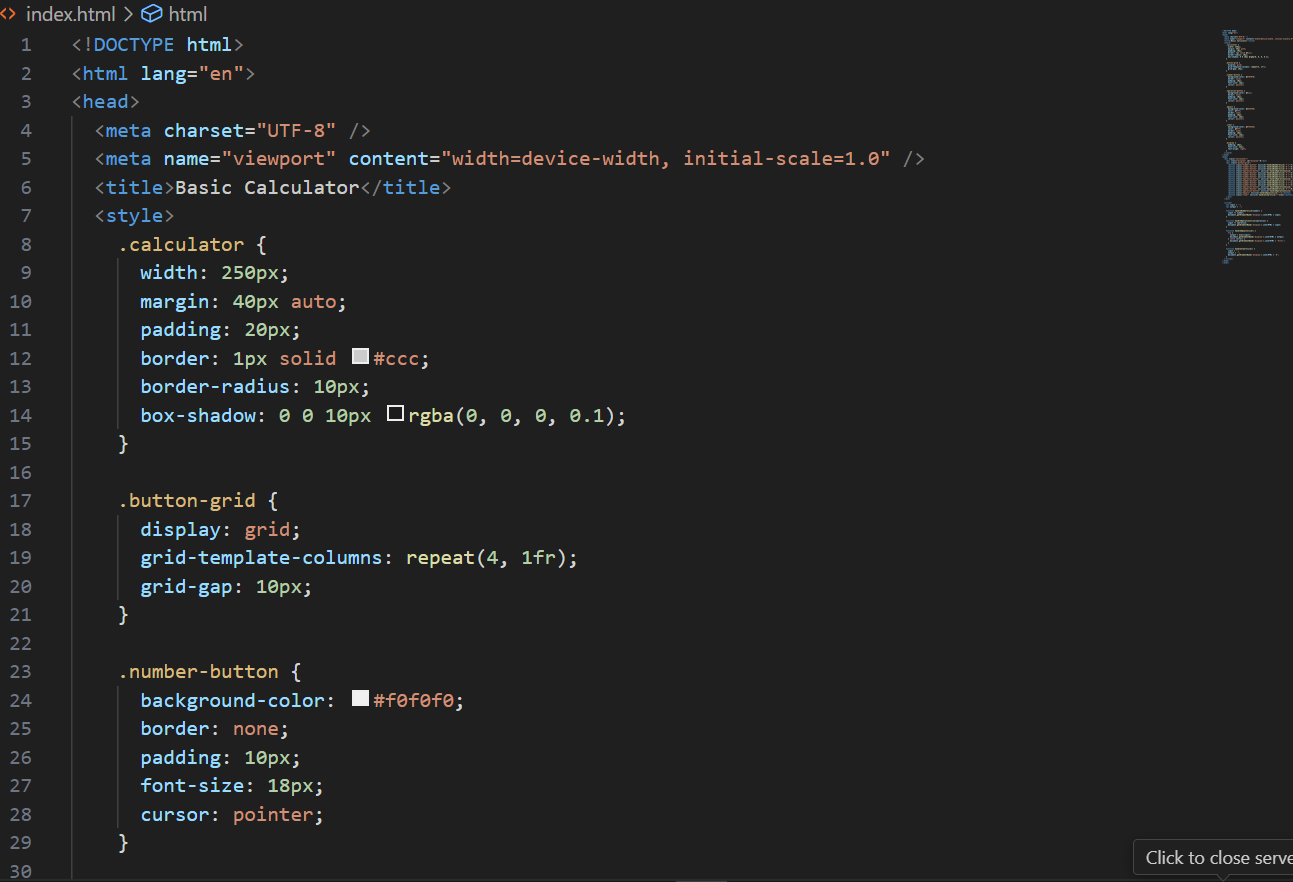 index.html > html
1 <!DOCTYPE html>
2 <html lang="en">
3 <head>
4 <meta charset="UTF-8" />
5 <meta name="viewport" content="width=device-width, initial-scale=1.0" />
6 <title>Basic Calculator</title>
7 <style>
8 .calculator {
9 width: 250px;
10 margin: 40px auto;
11 padding: 20px;
12 border: 1px solid #ccc;
13 border-radius: 10px;
14 box-shadow: 0 0 10px rgba(0, 0, 0, 0.1);
15 }
16
17 .button-grid {
18 display: grid;
19 grid-template-columns: repeat(4, 1fr);
20 grid-gap: 10px;
21 }
22
23 .number-button {
24 background-color: #f0f0f0;
25 border: none;
26 padding: 10px;
27 font-size: 18px;
28 cursor: pointer;
29 }
30
Click to close serve